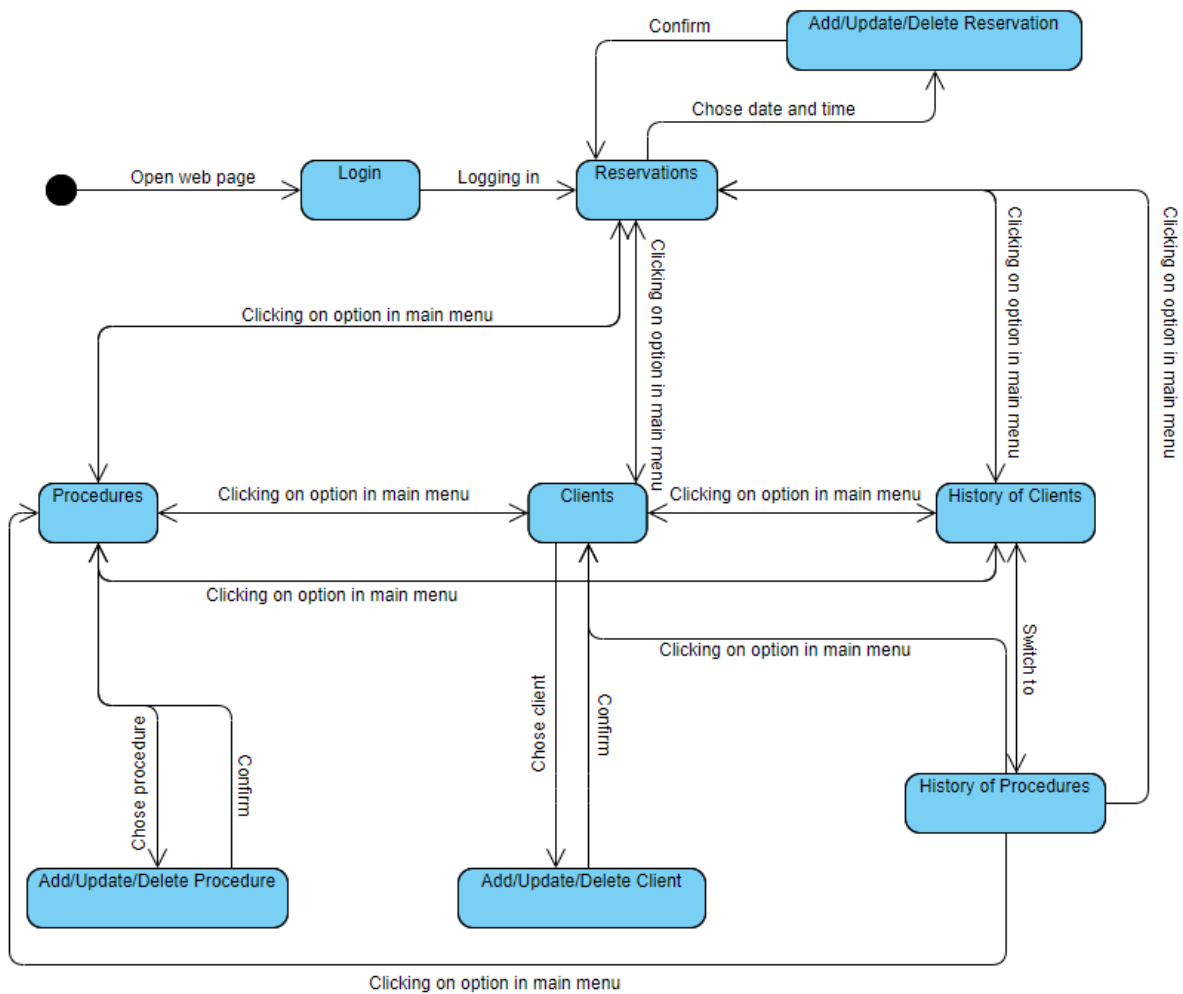 Add/Update/Delete Reservation
Confirm
Chose date and time
Open web page
Login
Logging in
Reservations
Clicking on option in main menu
Clicking on option in main menu
Clicking on option in main menu
Clicking on option in main menu
Procedures
Clicking on option in main menu
Clients
Clicking on option in main menu
History of Clients
Clicking on option in main menu
Switch to
Clicking on option in main menu
Chose client
Confirm
Chose procedure
Confirm
History of Procedures
Add/Update/Delete Procedure
Add/Update/Delete Client
Clicking on option in main menu